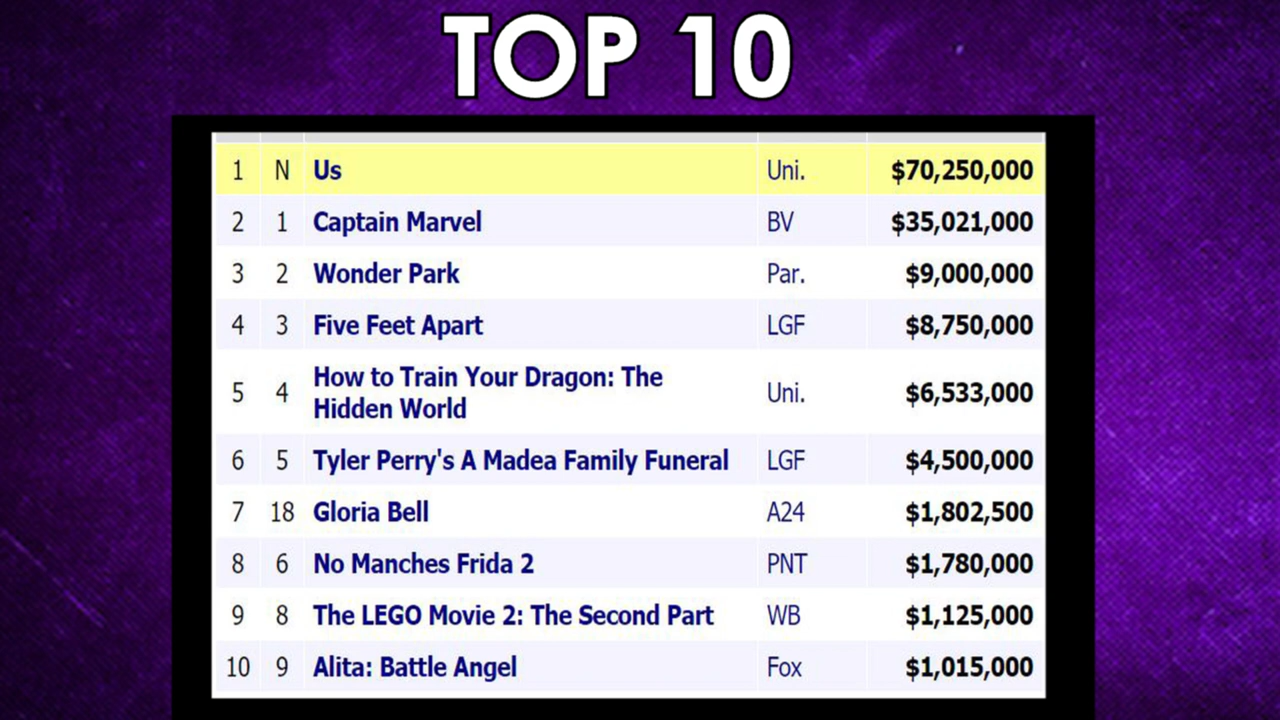 TOP 10
1 N Us Uni. $70,250,000
2 1 Captain Marvel BV $35,021,000
3 2 Wonder Park Par. $9,000,000
4 3 Five Feet Apart LGF $8,750,000
5 4 How to Train Your Dragon: The
Hidden World Uni. $6,533,000
6 5 Tyler Perry's A Madea Family Funeral LGF $4,500,000
7 18 Gloria Bell A24 $1,802,500
8 6 No Manches Frida 2 PNT $1,780,000
9 8 The LEGO Movie 2: The Second Part WB $1,125,000
10 9 Alita: Battle Angel Fox $1,015,000